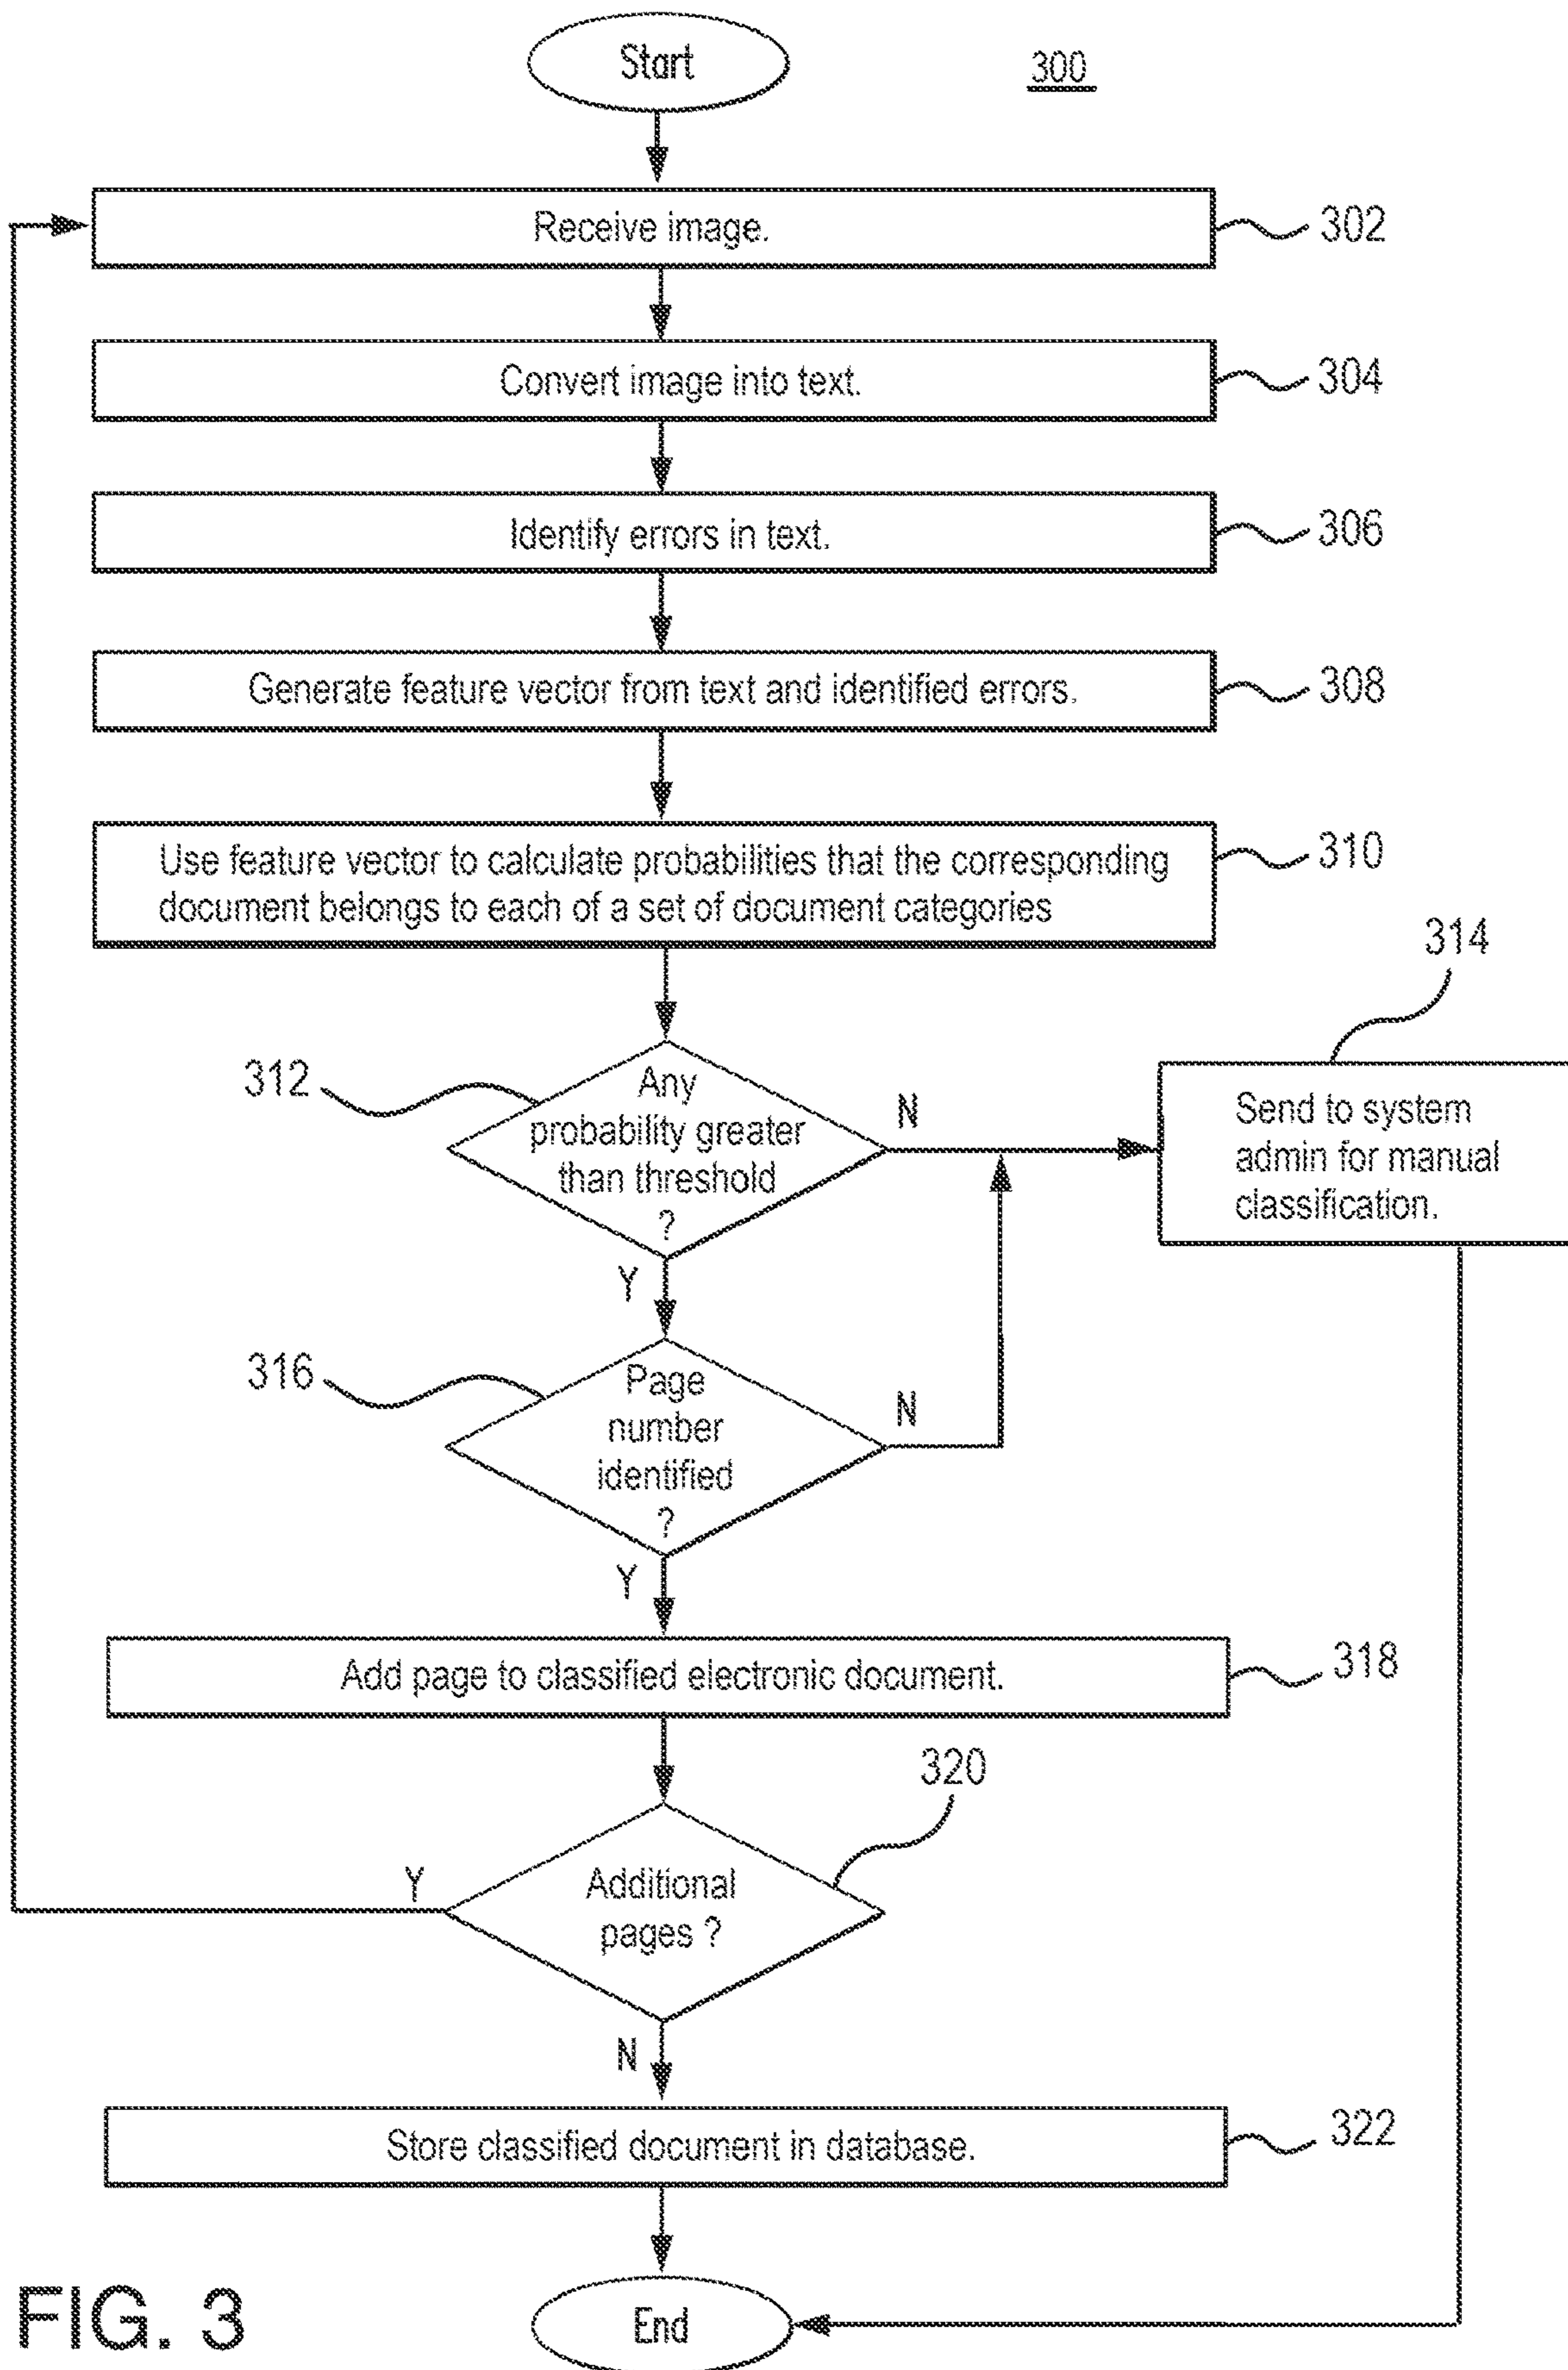 Start
300
Receive image.
302
Convert image into text.
304
Identify errors in text.
306
Generate feature vector from text and identified errors.
308
Use feature vector to calculate probabilities that the corresponding
document belongs to each of a set of document categories
310
314
312
Any
probability greater
than threshold
?
N
Send to system
admin for manual
classification.
Y
316
Page
number
identified
?
N
Y
Add page to classified electronic document.
318
320
Y
Additional
pages ?
N
Store classified document in database.
322
End
FIG. 3